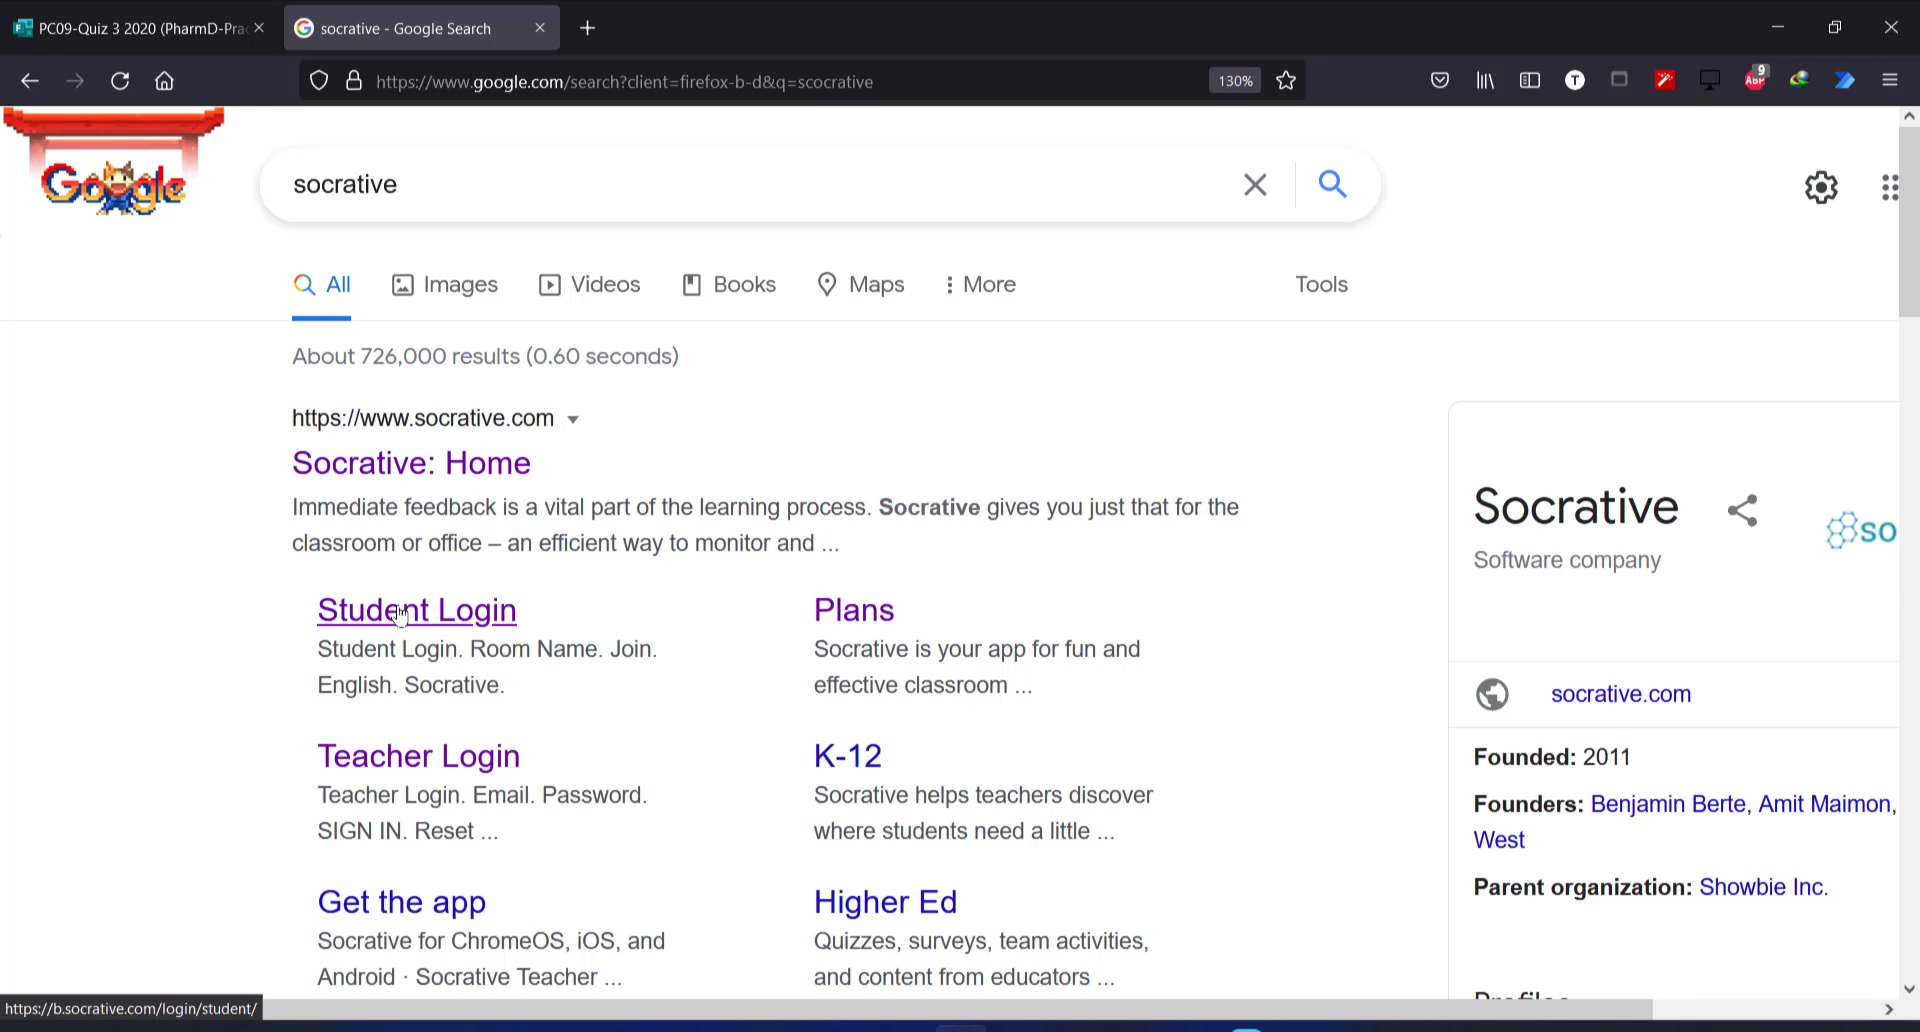 PC09-Quiz 3 2020 (PharmD-Prac
socrative - Google Search
https://www.google.com/search?client=firefox-b-d&q=scocrative
130%
T
ABP
9
Google
socrative
All
Images
Videos
Books
Maps
More
Tools
About 726,000 results (0.60 seconds)
https://www.socrative.com
Socrative: Home
Immediate feedback is a vital part of the learning process. Socrative gives you just that for the
classroom or office – an efficient way to monitor and ...
Student Login
Student Login. Room Name. Join.
English. Socrative.
Plans
Socrative is your app for fun and
effective classroom ...
Teacher Login
Teacher Login. Email. Password.
SIGN IN. Reset ...
K-12
Socrative helps teachers discover
where students need a little ...
Get the app
Socrative for ChromeOS, iOS, and
Android · Socrative Teacher ...
Higher Ed
Quizzes, surveys, team activities,
and content from educators ...
Socrative
so
Software company
socrative.com
Founded: 2011
Founders: Benjamin Berte, Amit Maimon,
West
Parent organization: Showbie Inc.
https://b.socrative.com/login/student/